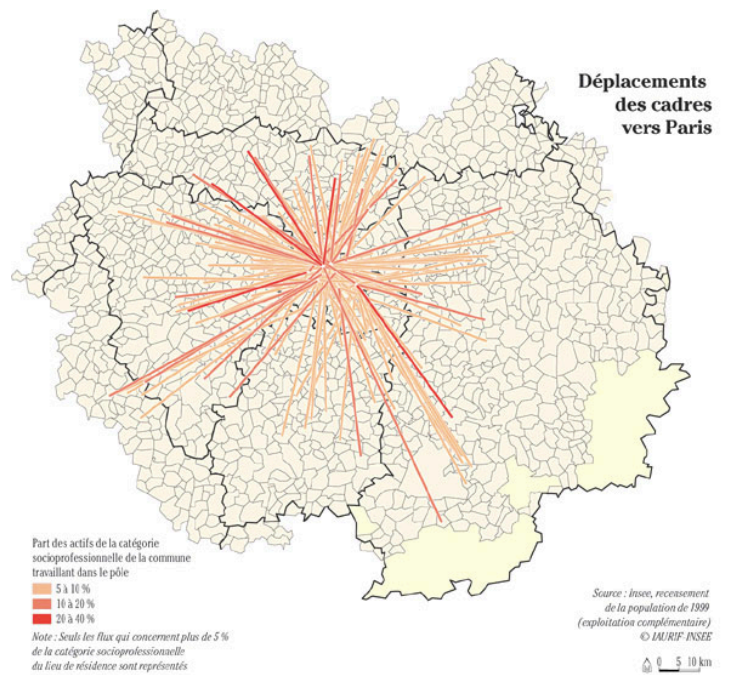 Déplacements
des cadres
vers Paris
Part des actifs de la catégorie
socioprofessionnelle de la commune
travaillant dans le pôle
5 à 10 %
10 à 20 %
20 à 40 %
Note : Seuls les flux qui concernent plus de 5 %
de la catégorie socioprofessionnelle
du lieu de résidence sont représentés
Source : insee, recensement
de la population de 1999
(exploitation complémentaire)
© IAURIF-INSEE
0 5 10 km